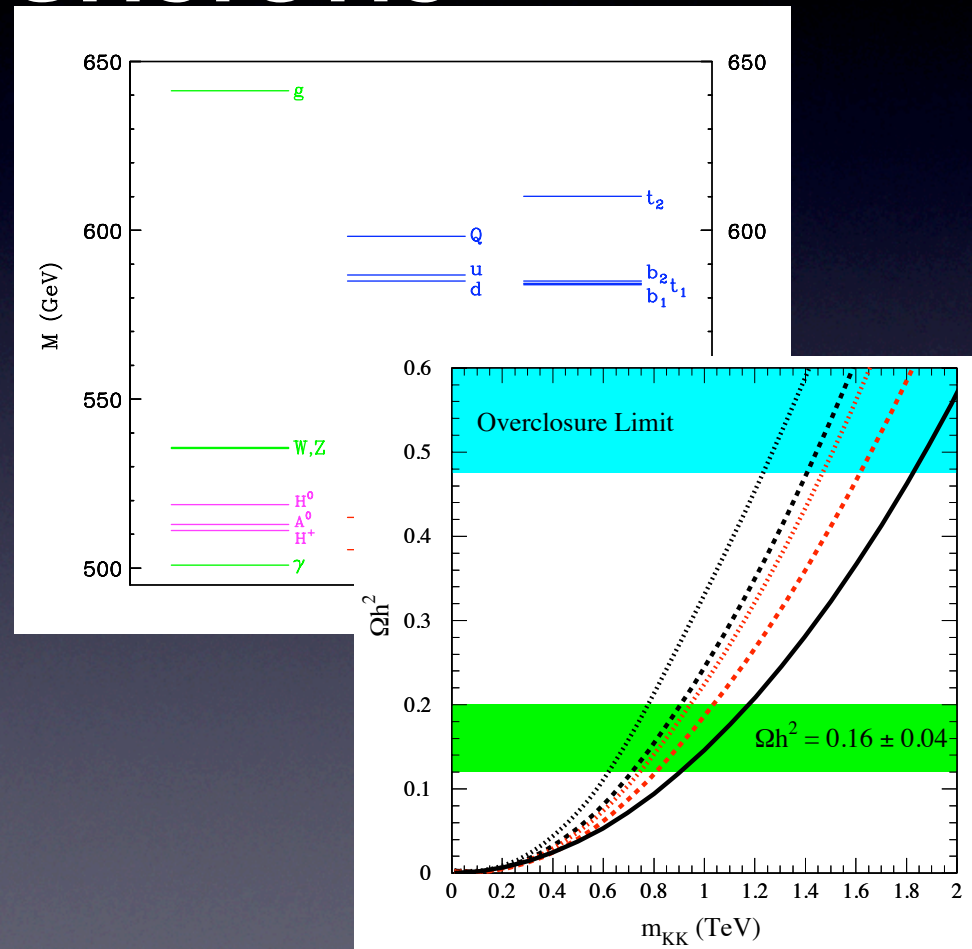 650
650
g
t₂
600
Q
600
u
b₂ t₁
d
b₁
M (GeV)
550
W,Z
H⁰
A⁰
H⁺
500
γ
0.6
Overclosure Limit
0.5
0.4
Ωh²
0.3
0.2
Ωh² = 0.16 ± 0.04
0.1
0
0 0.2 0.4 0.6 0.8 1 1.2 1.4 1.6 1.8 2
m_KK (TeV)